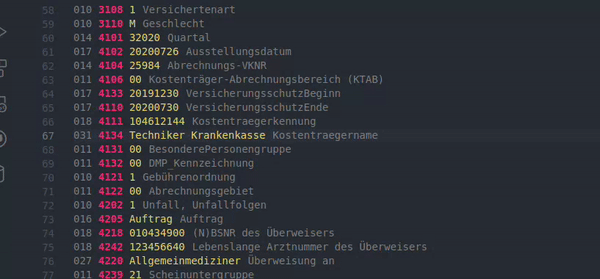 58 010 3108 1 Versichertenart
59 010 3110 M Geschlecht
60 014 4101 32020 Quartal
61 017 4102 20200726 Ausstellungsdatum
62 014 4104 25984 Abrechnungs-VKNR
63 011 4106 00 Kostenträger-Abrechnungsbereich (KTAB)
64 017 4133 20191230 VersicherungsschutzBeginn
65 017 4110 20200730 VersicherungsschutzEnde
66 018 4111 104612144 Kostentraegerkennung
67 031 4134 Techniker Krankenkasse Kostentraegername
68 011 4131 00 BesonderePersonengruppe
69 011 4132 00 DMP_Kennzeichnung
70 010 4121 1 Gebührenordnung
71 011 4122 00 Abrechnungsgebiet
72 010 4202 1 Unfall, Unfallfolgen
73 016 4205 Auftrag Auftrag
74 018 4218 010434900 (N)BSNR des Überweisers
75 018 4242 123456640 Lebenslange Arztnummer des Überweisers
76 027 4220 Allgemeinmediziner Überweisung an
77 011 4239 21 Scheinuntergruppe